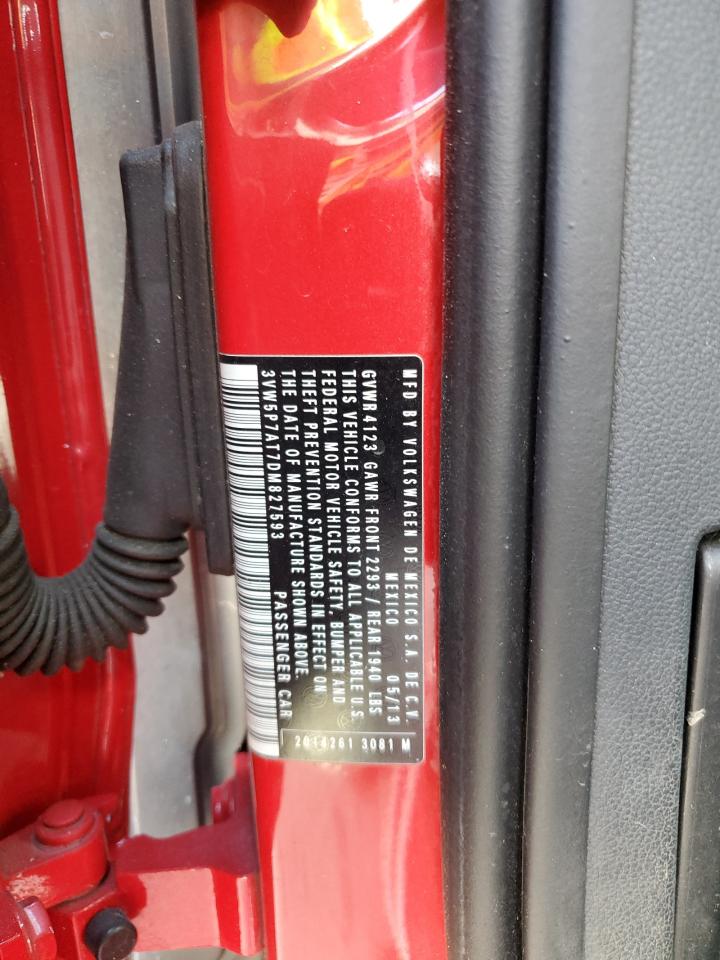 MFD BY VOLKSWAGEN DE MEXICO S.A. DE C.V.
MEXICO 05/13
GVWR 4123 GAWR FRONT 2293 / REAR 1940 LBS
THIS VEHICLE CONFORMS TO ALL APPLICABLE U.S.
FEDERAL MOTOR VEHICLE SAFETY, BUMPER AND
THEFT PREVENTION STANDARDS IN EFFECT ON
THE DATE OF MANUFACTURE SHOWN ABOVE.
3VW5P7AT7DM827593 PASSENGER CAR
2014261 3081 M